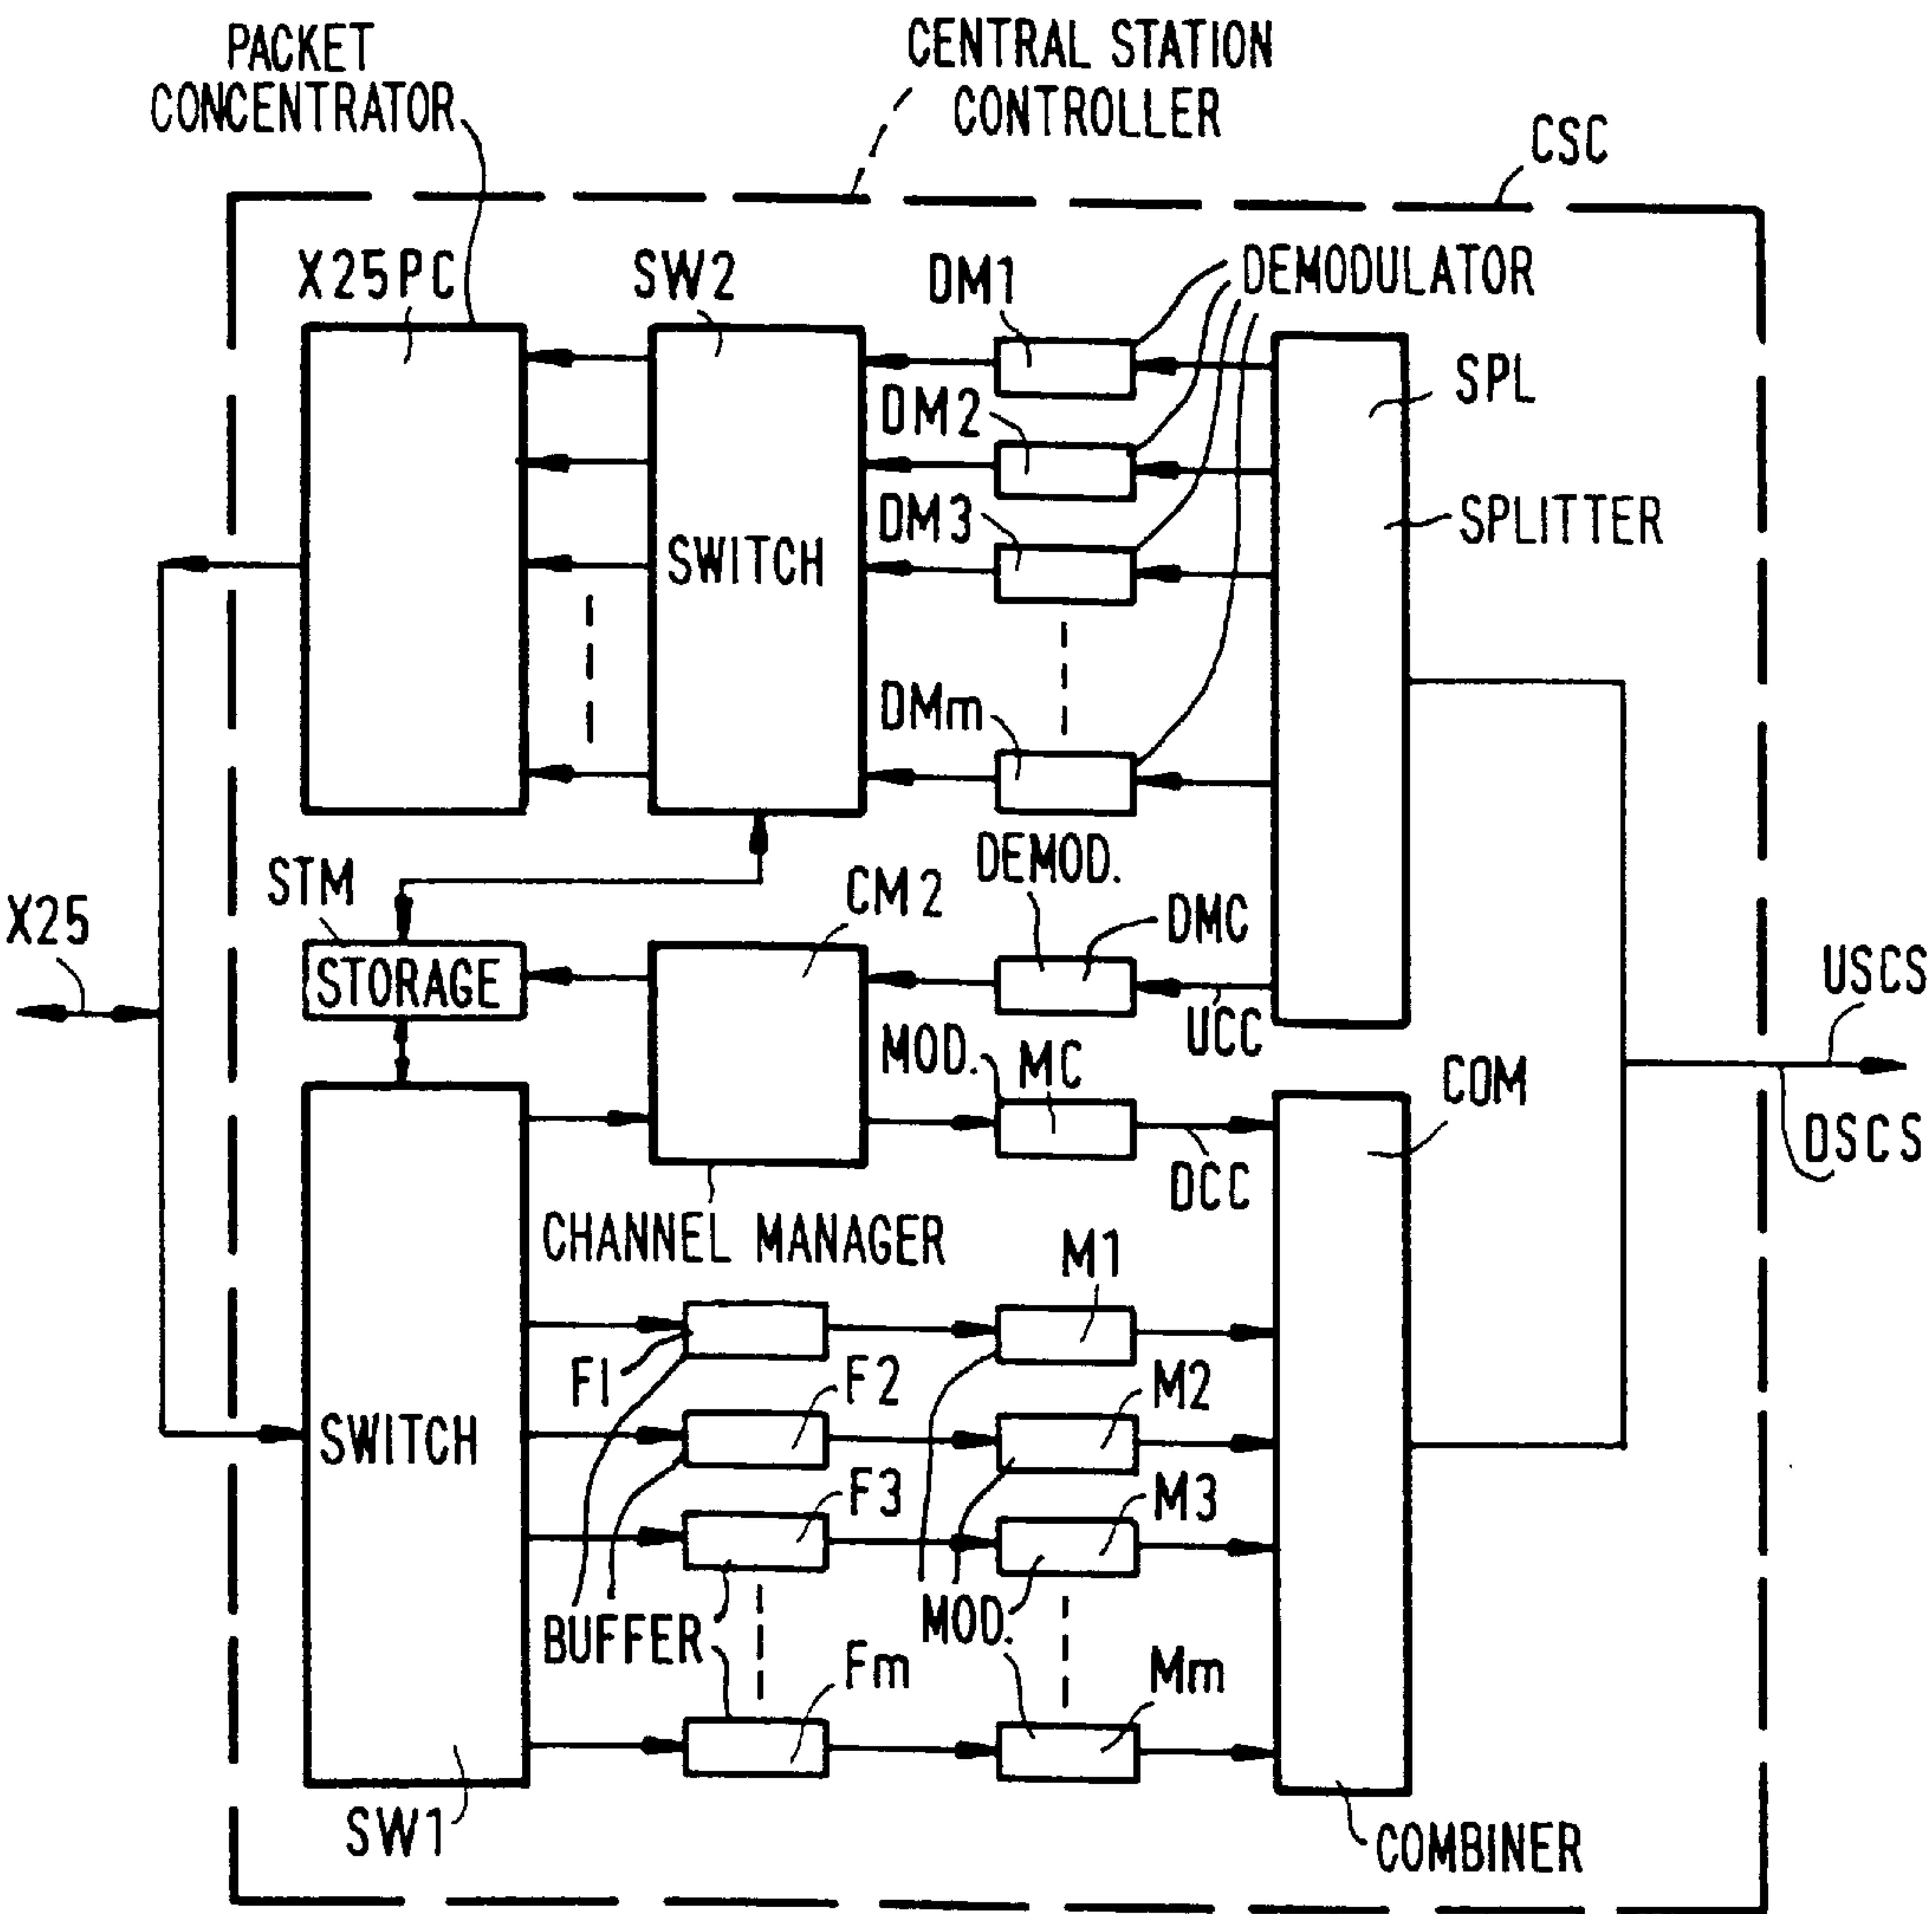 PACKET
CONCENTRATOR
CENTRAL STATION
CONTROLLER
CSC
X25PC
SW2
DM1
DEMODULATOR
SPL
DM2
SPLITTER
DM3
SWITCH
DMm
DEMOD.
STM
CM2
DMC
X25
STORAGE
UCC
USCS
MOD.
MC
COM
DCC
DSCS
CHANNEL MANAGER
M1
F1
F2
M2
SWITCH
F3
M3
BUFFER
MOD.
Fm
Mm
SW1
COMBINER